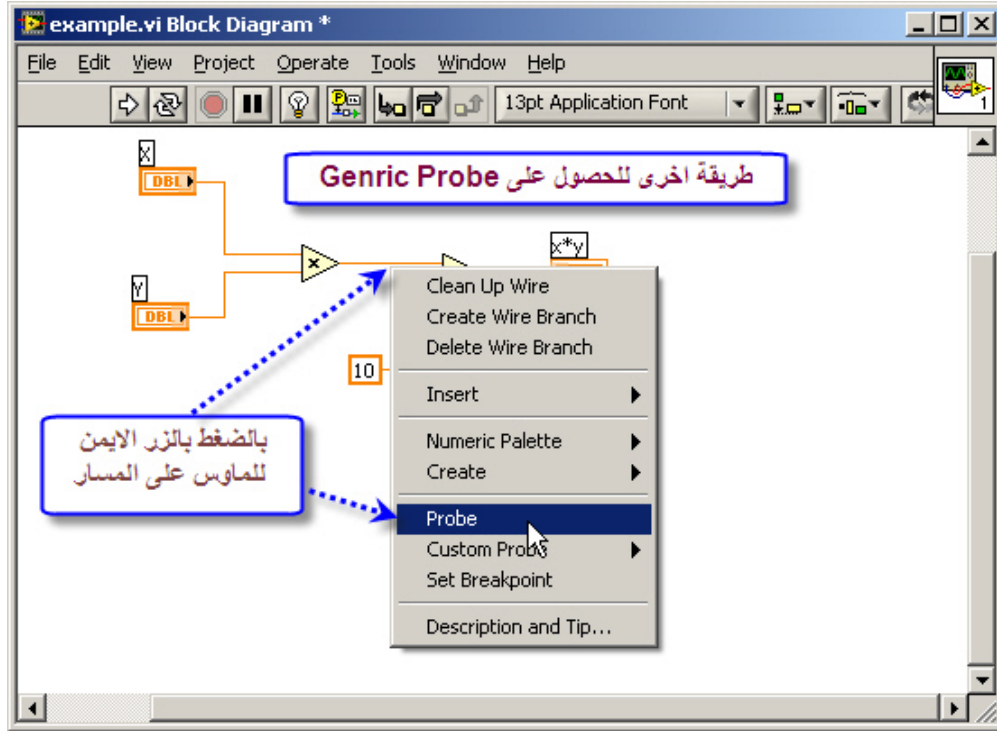 example.vi Block Diagram *
File Edit View Project Operate Tools Window Help
13pt Application Font
1
X
DBL
طريقة اخرى للحصول على Genric Probe
x*y
Y
DBL
10
بالضغط بالزر الايمن
للماوس على المسار
Clean Up Wire
Create Wire Branch
Delete Wire Branch
Insert
Numeric Palette
Create
Probe
Custom Probe
Set Breakpoint
Description and Tip...